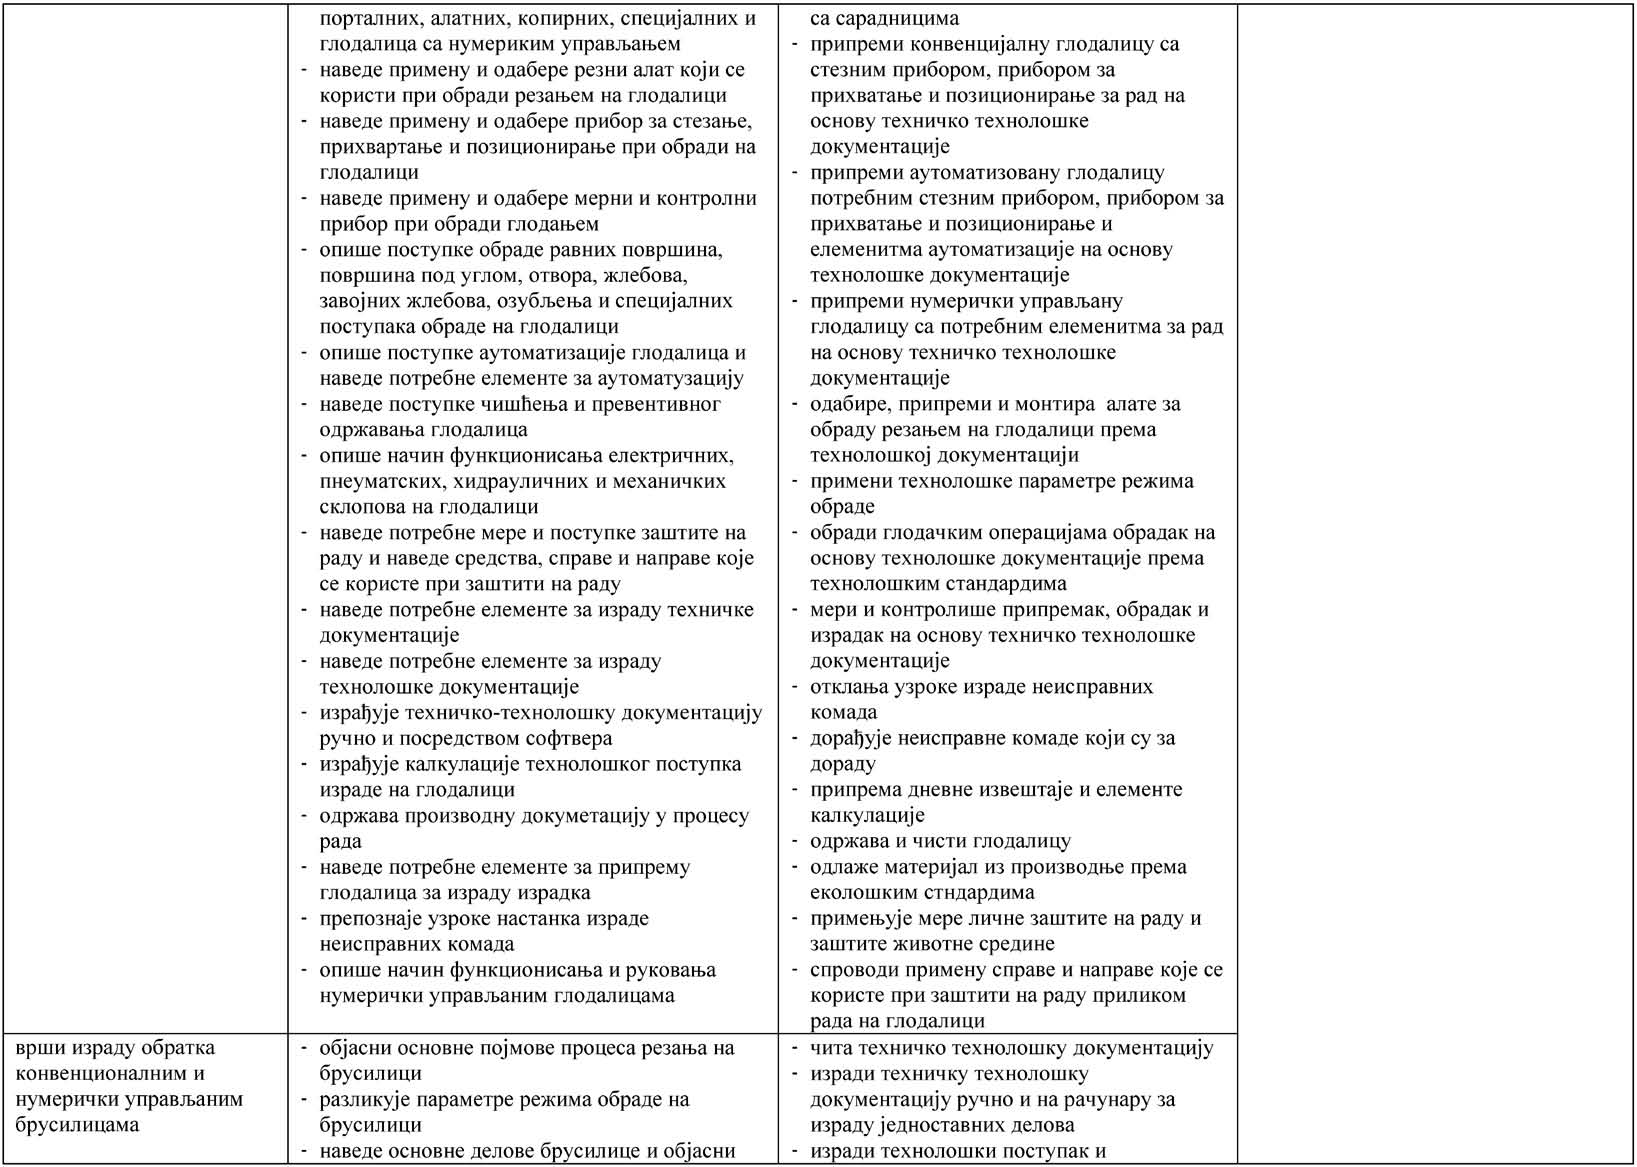 порталних, алатних, копирних, специјалних и
глодалица са нумериким управљањем
- наведе примену и одабере резни алат који се
користи при обради резањем на глодалици
- наведе примену и одабере прибор за стезање,
прихвартање и позиционирање при обради на
глодалици
- наведе примену и одабере мерни и контролни
прибор при обради глодањем
- опише поступке обраде равних површина,
површина под углом, отвора, жлебова,
завојних жлебова, озубљења и специјалних
поступака обраде на глодалици
- опише поступке аутоматизације глодалица и
наведе потребне елементе за аутоматузацију
- наведе поступке чишћења и превентивног
одржавања глодалица
- опише начин функционисања електричних,
пнеуматских, хидрауличних и механичких
склопова на глодалици
- наведе потребне мере и поступке заштите на
раду и наведе средства, справе и направе које
се користе при заштити на раду
- наведе потребне елементе за израду техничке
документације
- наведе потребне елементе за израду
технолошке документације
- израђује техничко-технолошку документацију
ручно и посредством софтвера
- израђује калкулације технолошког поступка
израде на глодалици
- одржава производну докуметацију у процесу
рада
- наведе потребне елементе за припрему
глодалица за израду израдка
- препознаје узроке настанка израде
неисправних комада
- опише начин функционисања и руковања
нумерички управљаним глодалицама
са сарадницима
- припреми конвенцијалну глодалицу са
стезним прибором, прибором за
прихватање и позиционирање за рад на
основу техничко технолошке
документације
- припреми аутоматизовану глодалицу
потребним стезним прибором, прибором за
прихватање и позиционирање и
елеменитма аутоматизације на основу
технолошке документације
- припреми нумерички управљану
глодалицу са потребним елеменитма за рад
на основу техничко технолошке
документације
- одабире, припреми и монтира алате за
обраду резањем на глодалици према
технолошкој документацији
- примени технолошке параметре режима
обраде
- обради глодачким операцијама обрадак на
основу технолошке документације према
технолошким стандардима
- мери и контролише припремак, обрадак и
израдак на основу техничко технолошке
документације
- отклања узроке израде неисправних
комада
- дорађује неисправне комаде који су за
дораду
- припрема дневне извештаје и елементе
калкулације
- одржава и чисти глодалицу
- одлаже материјал из производње према
еколошким стндардима
- примењује мере личне заштите на раду и
заштите животне средине
- спроводи примену справе и направе које се
користе при заштити на раду приликом
рада на глодалици
врши израду обратка
конвенционалним и
нумерички управљаним
брусилицама
- објасни основне појмове процеса резања на
брусилици
- разликује параметре режима обраде на
брусилици
- наведе основне делове брусилице и објасни
- чита техничко технолошку документацију
- изради техничку технолошку
документацију ручно и на рачунару за
израду једноставних делова
- изради технолошки поступак и